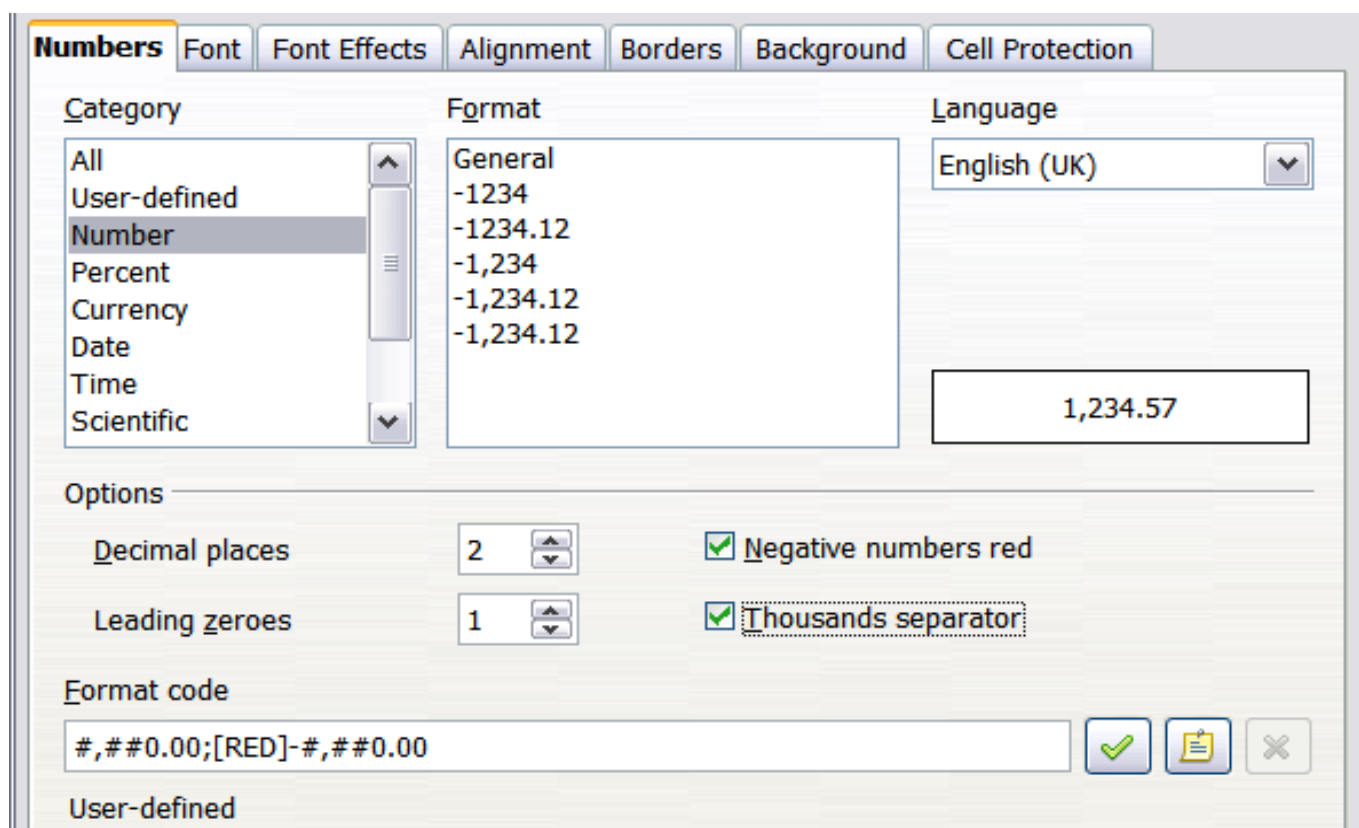 Numbers Font Font Effects Alignment Borders Background Cell Protection
Category Format Language
All
User-defined
Number
Percent
Currency
Date
Time
Scientific
General
-1234
-1234.12
-1,234
-1,234.12
-1,234.12
English (UK)
1,234.57
Options
Decimal places 2 Negative numbers red
Leading zeroes 1 Thousands separator
Format code
#,##0.00;[RED]-#,##0.00
User-defined